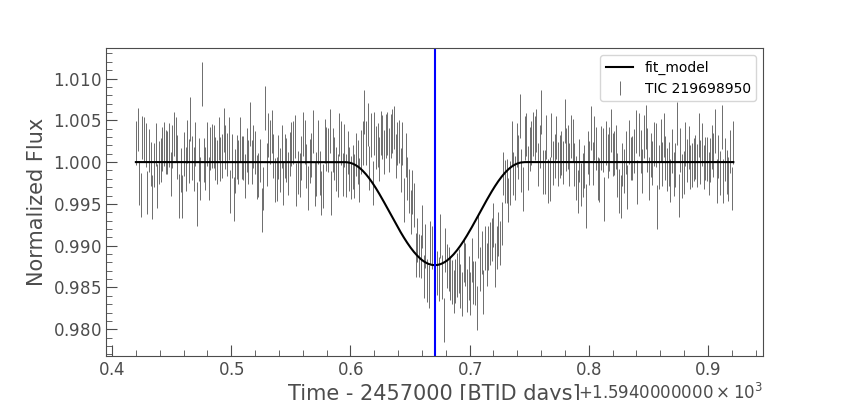 fit_model
TIC 219698950
1.010
1.005
1.000
0.995
0.990
0.985
0.980
Normalized Flux
0.4 0.5 0.6 0.7 0.8 0.9
Time - 2457000 [BTJD days]
+1.5940000000 × 10³